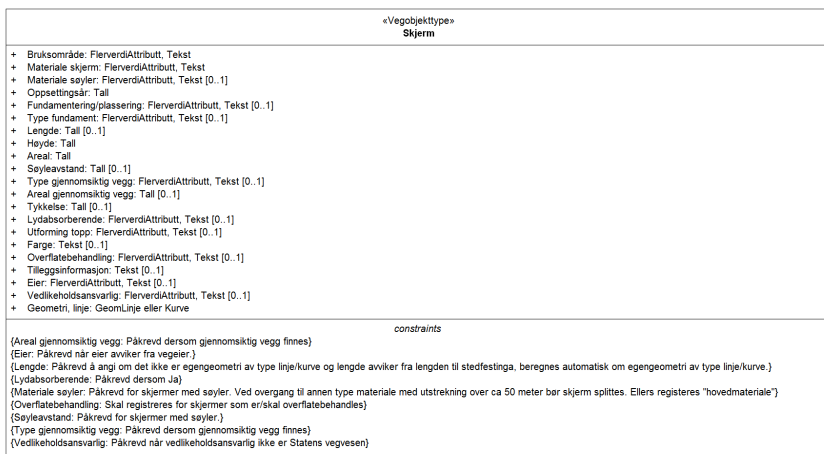 «Vegobjekttype»
Skjerm
+ Bruksområde: FlerverdiAttributt, Tekst
+ Materiale skjerm: FlerverdiAttributt, Tekst
+ Materiale søyler: FlerverdiAttributt, Tekst [0..1]
+ Oppsettingsår: Tall
+ Fundamentering/plassering: FlerverdiAttributt, Tekst [0..1]
+ Type fundament: FlerverdiAttributt, Tekst [0..1]
+ Lengde: Tall [0..1]
+ Høyde: Tall
+ Areal: Tall
+ Søyleavstand: Tall [0..1]
+ Type gjennomsiktig vegg: FlerverdiAttributt, Tekst [0..1]
+ Areal gjennomsiktig vegg: Tall [0..1]
+ Tykkelse: Tall [0..1]
+ Lydabsorberende: FlerverdiAttributt, Tekst [0..1]
+ Utforming topp: FlerverdiAttributt, Tekst [0..1]
+ Farge: Tekst [0..1]
+ Overflatebehandling: FlerverdiAttributt, Tekst [0..1]
+ Tilleggsinformasjon: Tekst [0..1]
+ Eier: FlerverdiAttributt, Tekst [0..1]
+ Vedlikeholdsansvarlig: FlerverdiAttributt, Tekst [0..1]
+ Geometri, linje: GeomLinje eller Kurve
constraints
{Areal gjennomsiktig vegg: Påkrevd dersom gjennomsiktig vegg finnes}
{Eier: Påkrevd når eier avviker fra vegeier.}
{Lengde: Påkrevd å angi om det ikke er egengeometri av type linje/kurve og lengde avviker fra lengden til stedfestinga, beregnes automatisk om egengeometri av type linje/kurve.}
{Lydabsorberende: Påkrevd dersom Ja}
{Materiale søyler: Påkrevd for skjermer med søyler. Ved overgang til annen type materiale med utstrekning over ca 50 meter bør skjerm splittes. Ellers registeres "hovedmateriale"}
{Overflatebehandling: Skal registreres for skjermer som er/skal overflatebehandles}
{Søyleavstand: Påkrevd for skjermer med søyler.}
{Type gjennomsiktig vegg: Påkrevd dersom gjennomsiktig vegg finnes}
{Vedlikeholdsansvarlig: Påkrevd når vedlikeholdsansvarlig ikke er Statens vegvesen}